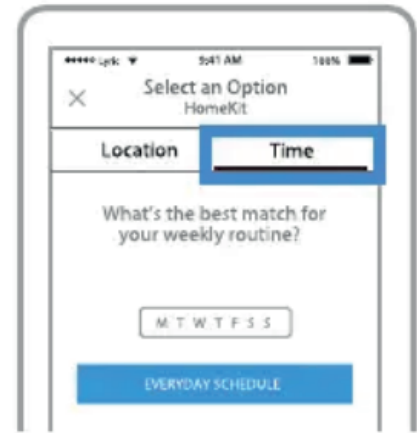 Lyric 9:41 AM 100%
Select an Option
HomeKit
Location Time
What's the best match for
your weekly routine?
M T W T F S S
EVERYDAY SCHEDULE